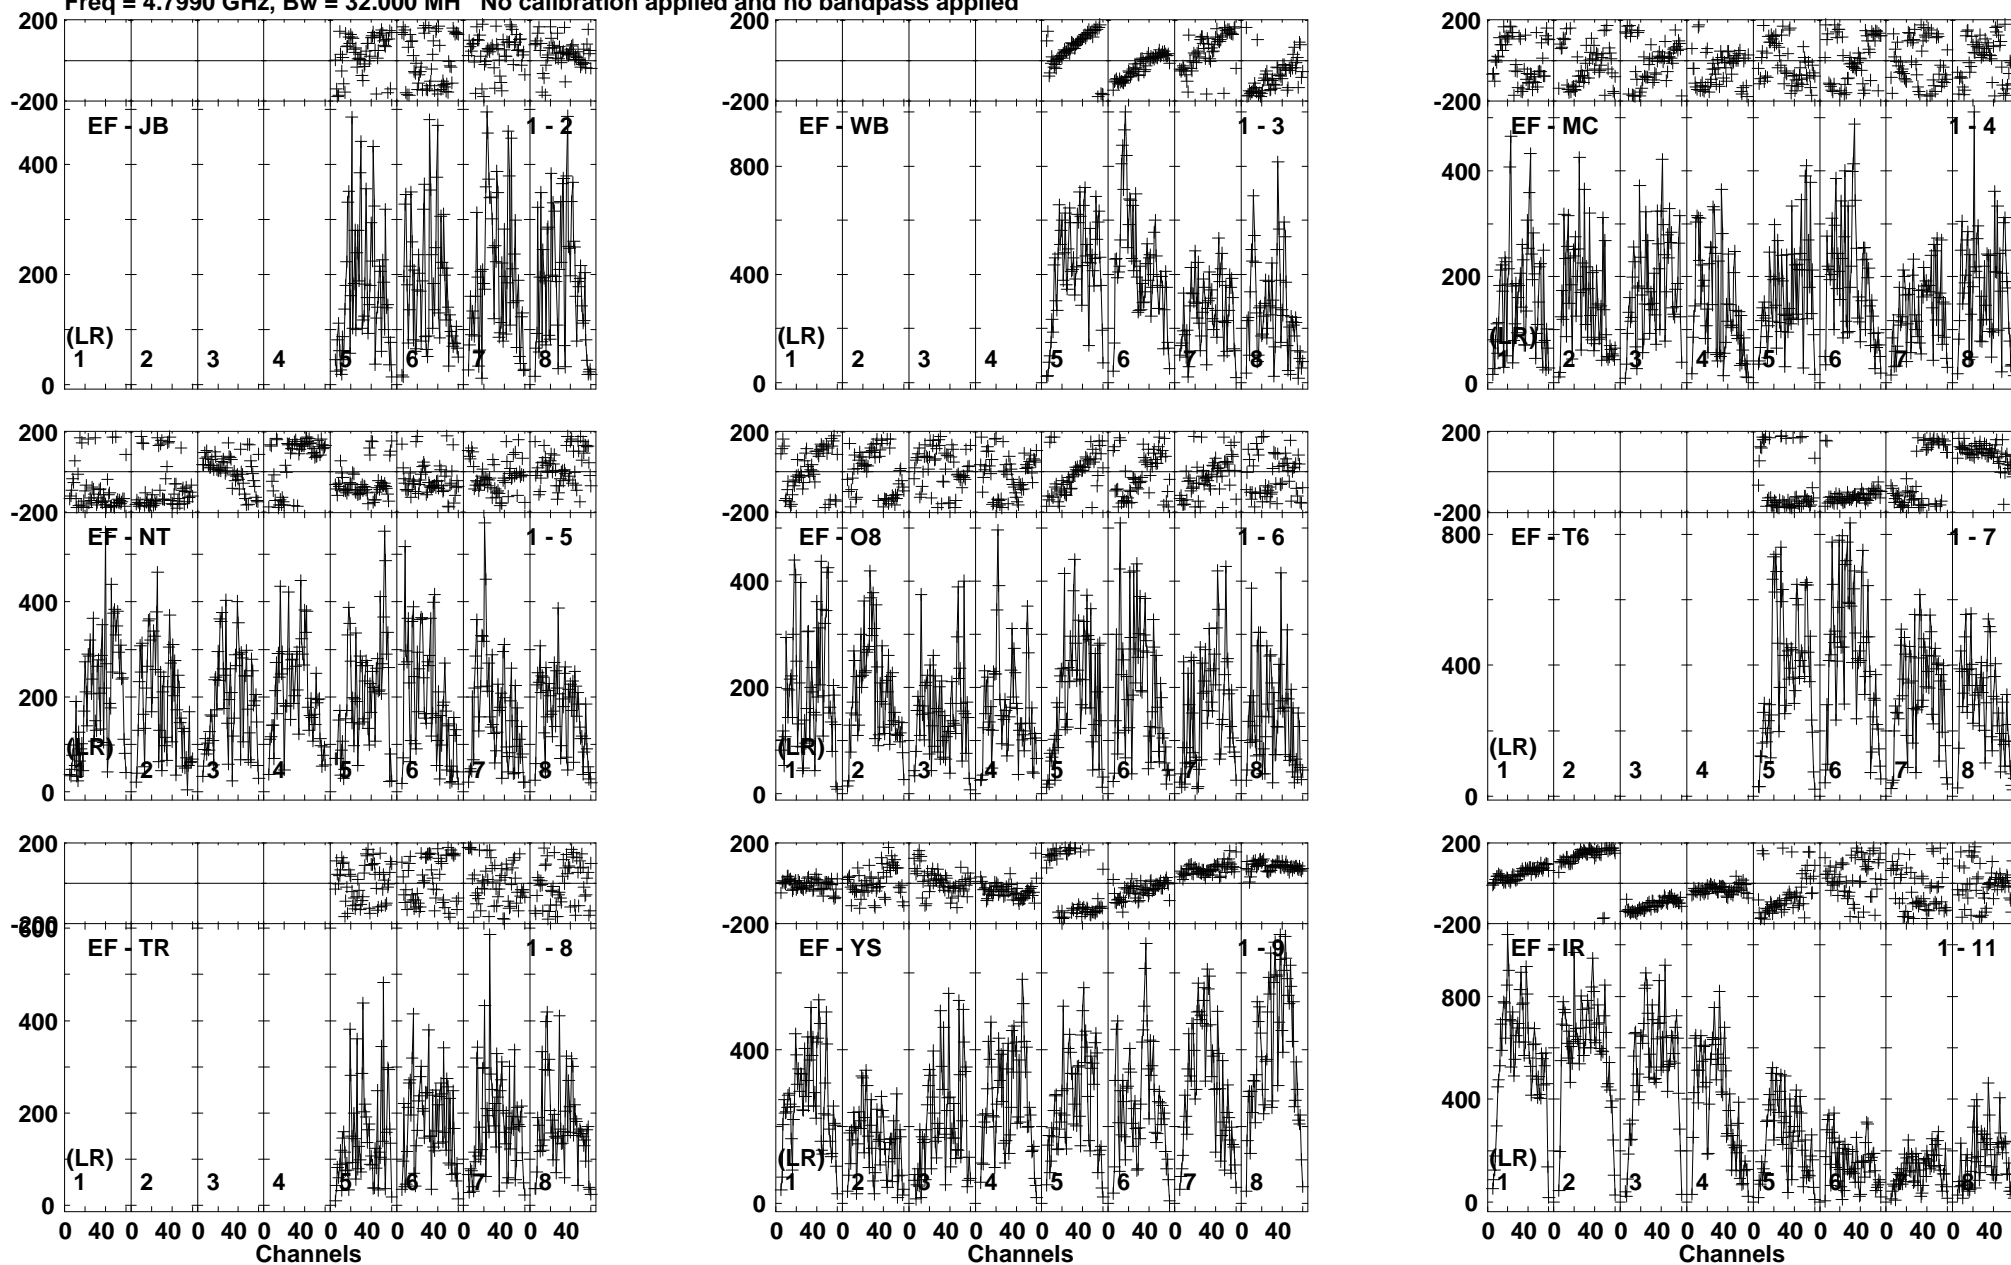 Freq = 4.7990 GHz, Bw = 32.000 MH No calibration applied and no bandpass applied
200
-200
EF - JB 1 - 2
400
200
(LR)
1 2 3 4 5 6 7 8
0
200
-200
EF - WB 1 - 3
800
400
(LR)
1 2 3 4 5 6 7 8
0
200
-200
EF - MC 1 - 4
400
200
(LR)
1 2 3 4 5 6 7 8
0
200
-200
EF - NT 1 - 5
400
200
(LR)
1 2 3 4 5 6 7 8
0
200
-200
EF - O8 1 - 6
400
200
(LR)
1 2 3 4 5 6 7 8
0
200
-200
800
EF - T6 1 - 7
400
(LR)
1 2 3 4 5 6 7 8
0
200
-200
600
EF - TR 1 - 8
400
200
(LR)
1 2 3 4 5 6 7 8
0
0 40 0 40 0 40 0 40 0 40 0 40 0 40 0 40
Channels
200
-200
EF - YS 1 - 9
400
(LR)
1 2 3 4 5 6 7 8
0
0 40 0 40 0 40 0 40 0 40 0 40 0 40 0 40
Channels
200
-200
EF - IR 1 - 11
800
400
(LR)
1 2 3 4 5 6 7 8
0
0 40 0 40 0 40 0 40 0 40 0 40 0 40 0 40
Channels